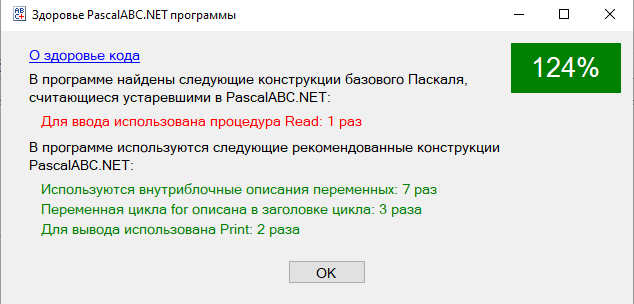 Здоровье PascalABC.NET программы
О здоровье кода
124%
В программе найдены следующие конструкции базового Паскаля,
считающиеся устаревшими в PascalABC.NET:
Для ввода использована процедура Read: 1 раз
В программе используются следующие рекомендованные конструкции
PascalABC.NET:
Используются внутриблочные описания переменных: 7 раз
Переменная цикла for описана в заголовке цикла: 3 раза
Для вывода использована Print: 2 раза
OK